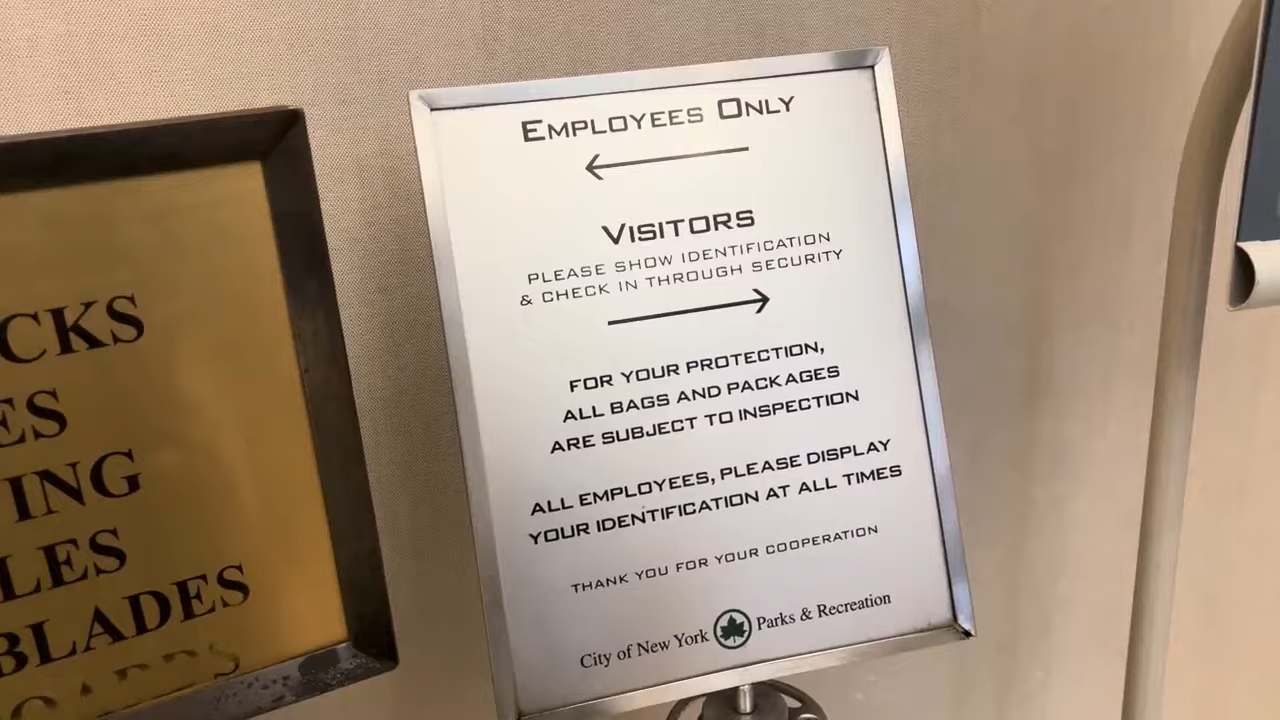 EMPLOYEES ONLY
VISITORS
PLEASE SHOW IDENTIFICATION
& CHECK IN THROUGH SECURITY
FOR YOUR PROTECTION,
ALL BAGS AND PACKAGES
ARE SUBJECT TO INSPECTION
ALL EMPLOYEES, PLEASE DISPLAY
YOUR IDENTIFICATION AT ALL TIMES
THANK YOU FOR YOUR COOPERATION
City of New York Parks & Recreation
CKS
ES
ING
LES
BLADES